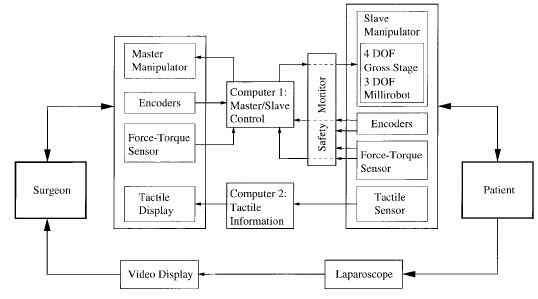 Slave
Manipulator
4 DOF
Gross Stage
3 DOF
Millirobot
Master
Manipulator
Encoders
Force-Torque
Sensor
Tactile
Display
Computer 1:
Master/Slave
Control
Computer 2:
Tactile
Information
Safety Monitor
Encoders
Force-Torque
Sensor
Tactile
Sensor
Surgeon
Patient
Video Display
Laparoscope